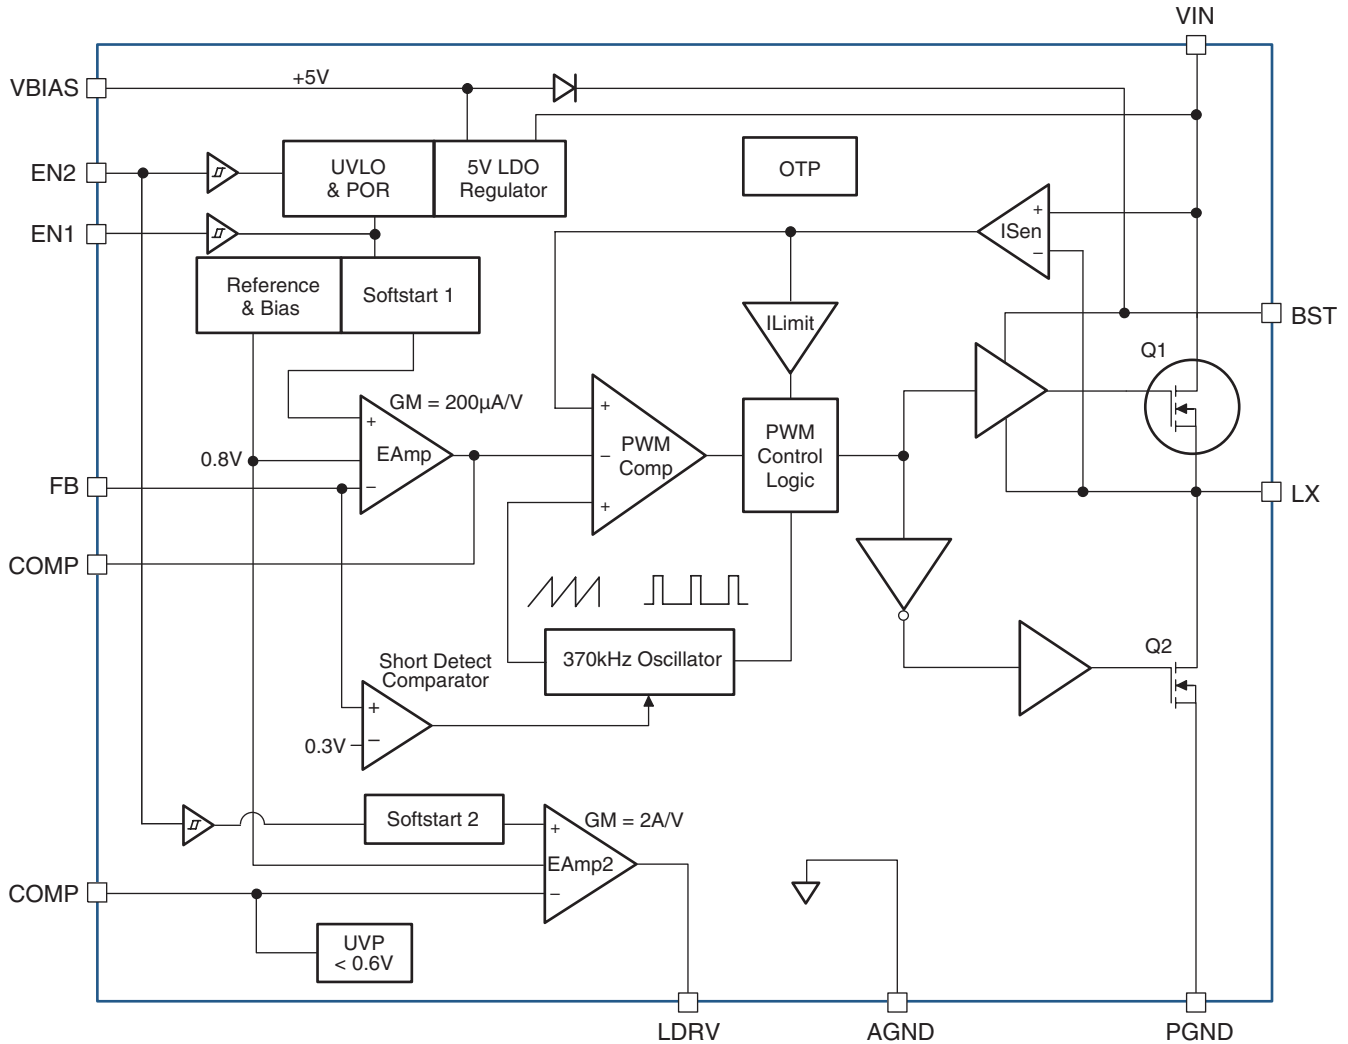 VIN
VBIAS
+5V
EN2
UVLO
& POR
5V LDO
Regulator
OTP
EN1
+
ISen
−
Reference
& Bias
Softstart 1
ILimit
BST
Q1
GM = 200µA/V
+
EAmp
−
0.8V
FB
+
PWM
Comp
−
+
PWM
Control
Logic
LX
COMP
370kHz Oscillator
Short Detect
Comparator
+
−
0.3V
Q2
Softstart 2
GM = 2A/V
+
EAmp2
−
COMP
UVP
< 0.6V
LDRV
AGND
PGND